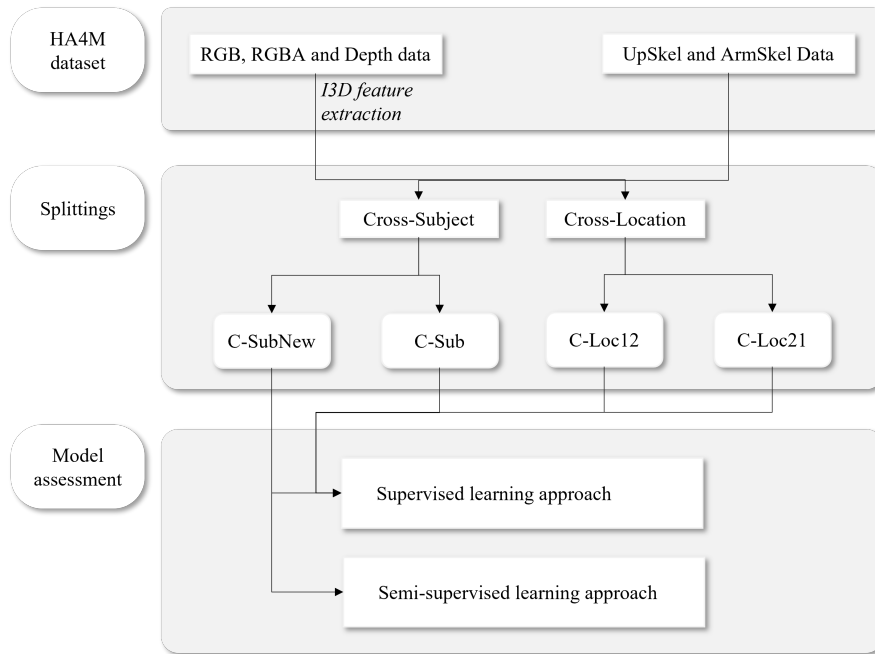 HA4M
dataset
RGB, RGBA and Depth data
UpSkel and ArmSkel Data
I3D feature
extraction
Splittings
Cross-Subject
Cross-Location
C-SubNew
C-Sub
C-Loc12
C-Loc21
Model
assessment
Supervised learning approach
Semi-supervised learning approach